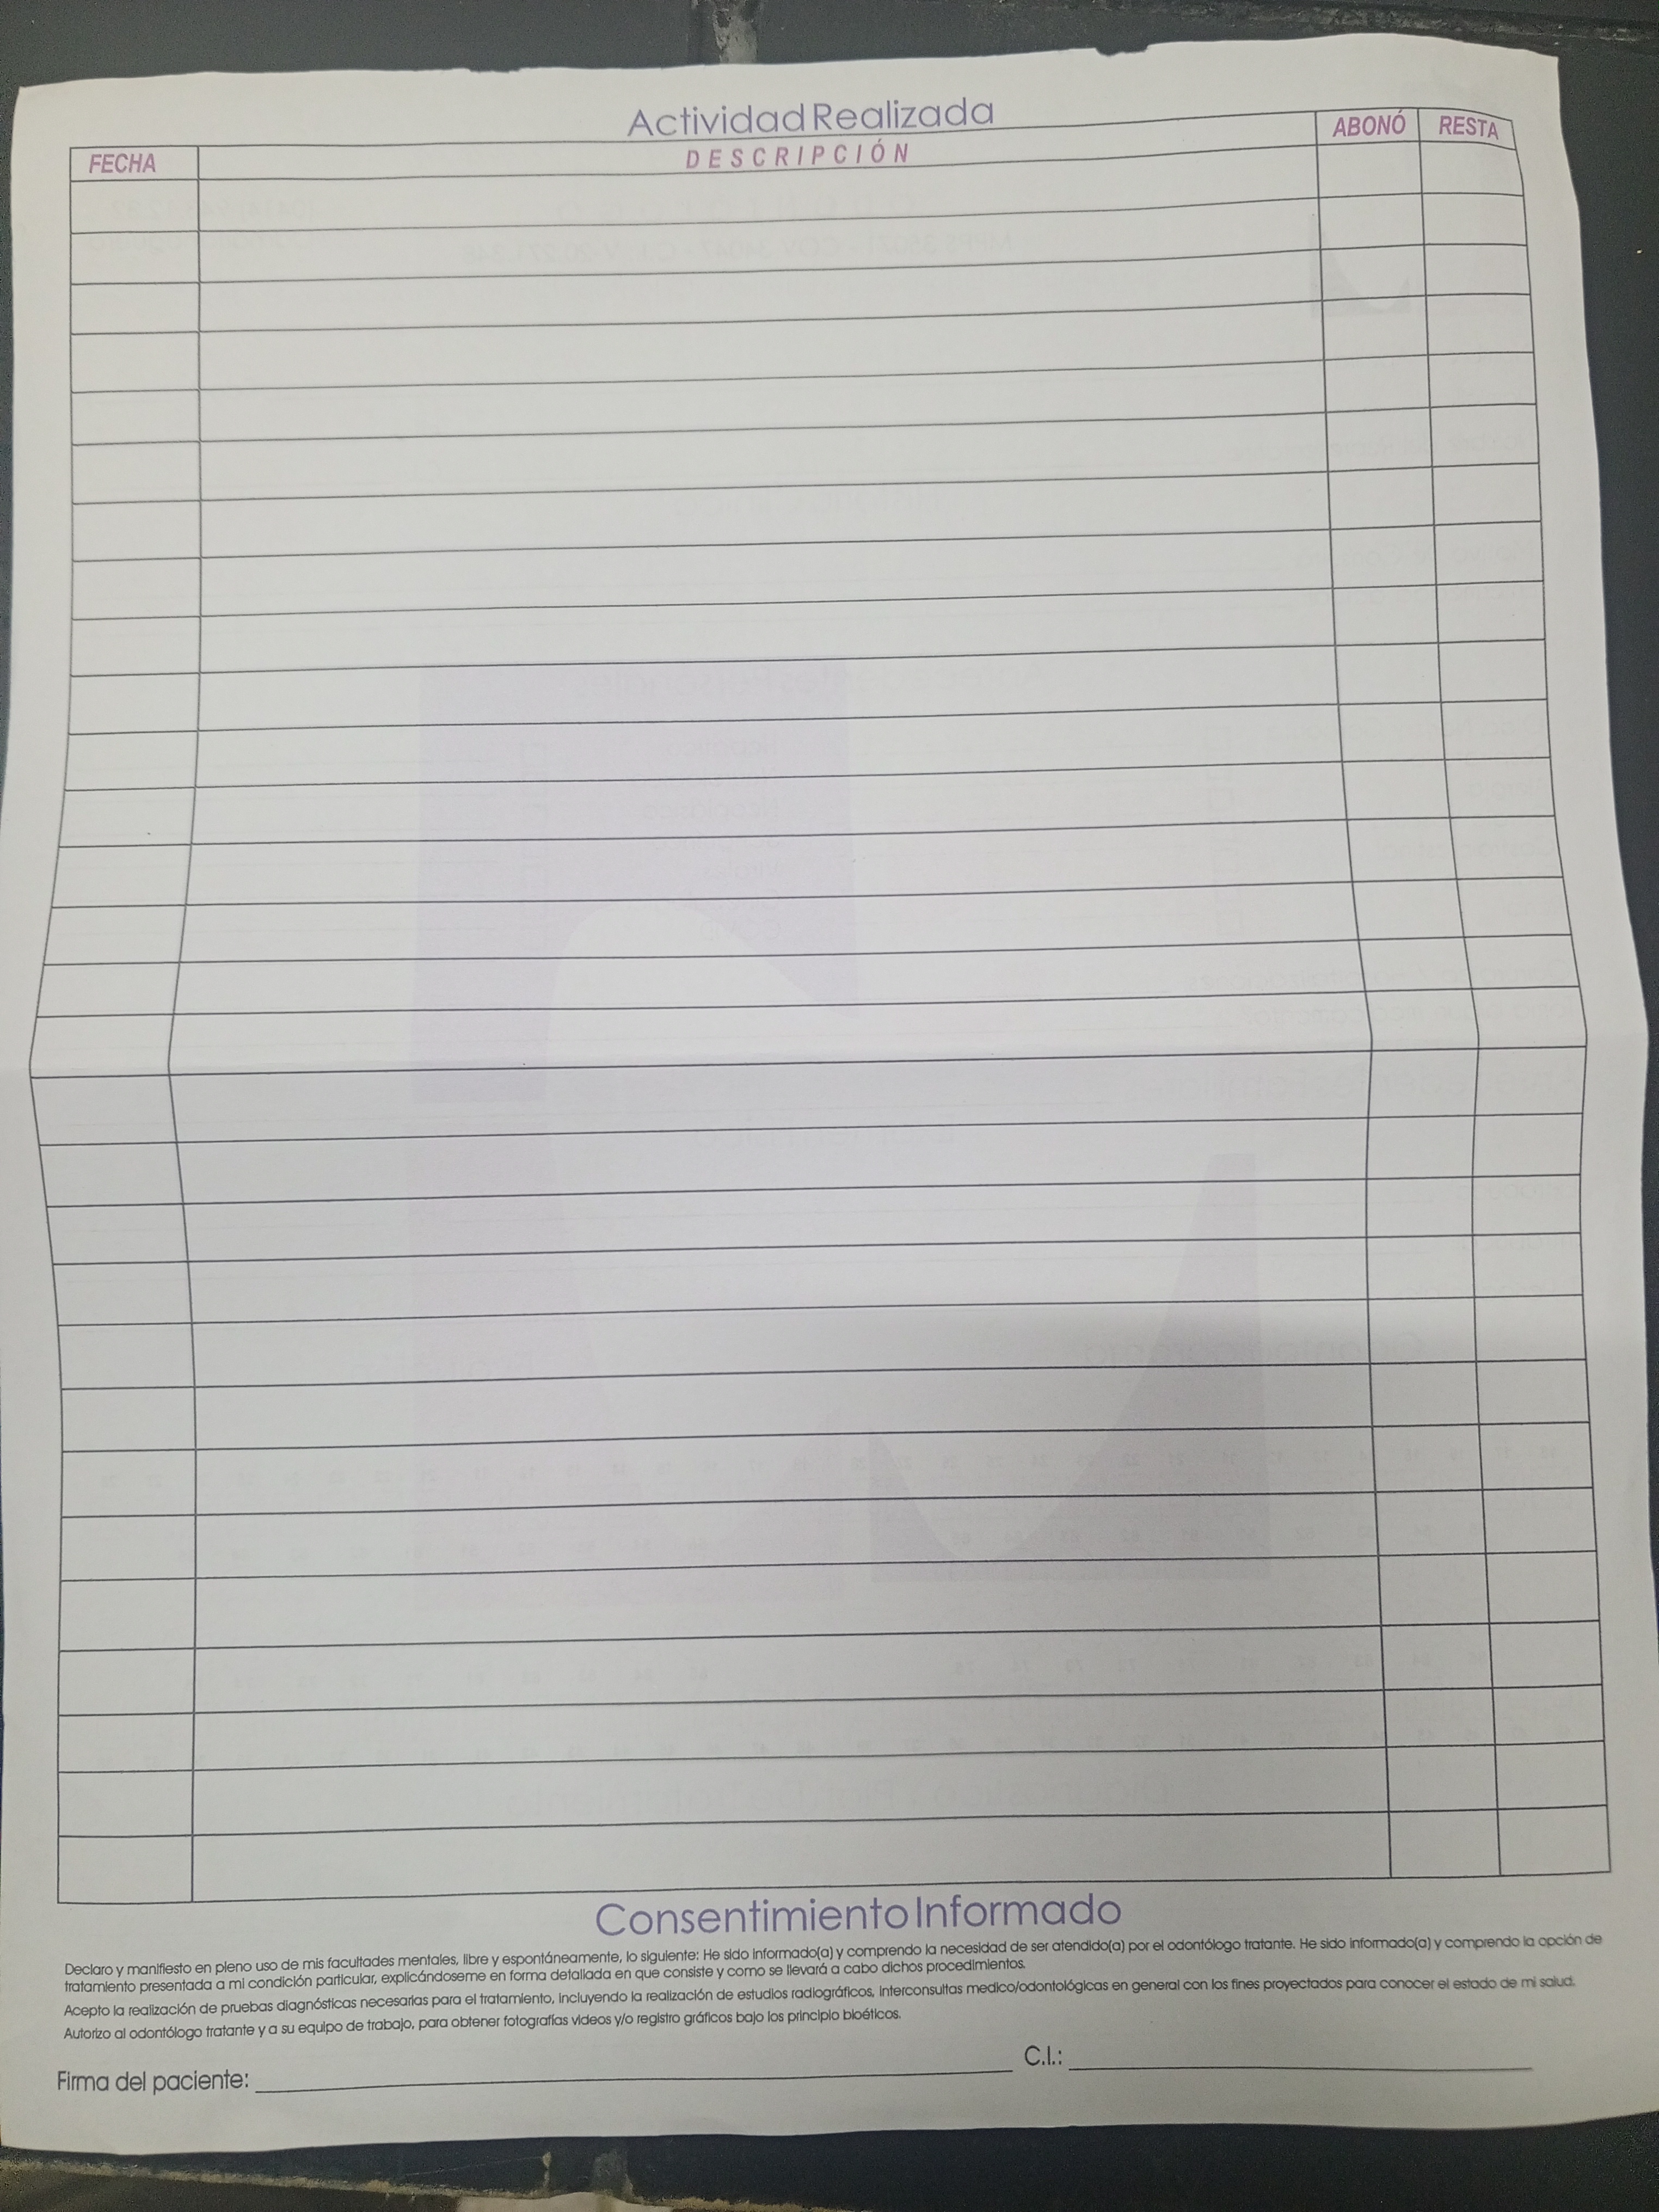 Actividad Realizada
FECHA DESCRIPCIÓN ABONÓ RESTA
Consentimiento Informado
Declaro y manifiesto en pleno uso de mis facultades mentales, libre y espontáneamente, lo siguiente: He sido informado(a) y comprendo la necesidad de ser atendido(a) por el odontólogo tratante. He sido informado(a) y comprendo la opción de
tratamiento presentada a mi condición particular, explicándoseme en forma detallada en que consiste y como se llevará a cabo dichos procedimientos.
Acepto la realización de pruebas diagnósticas necesarias para el tratamiento, incluyendo la realización de estudios radiográficos, interconsultas medico/odontológicas en general con los fines proyectados para conocer el estado de mi salud.
Autorizo al odontólogo tratante y a su equipo de trabajo, para obtener fotografías videos y/o registro gráficos bajo los principio bioéticos.
Firma del paciente: C.I.: